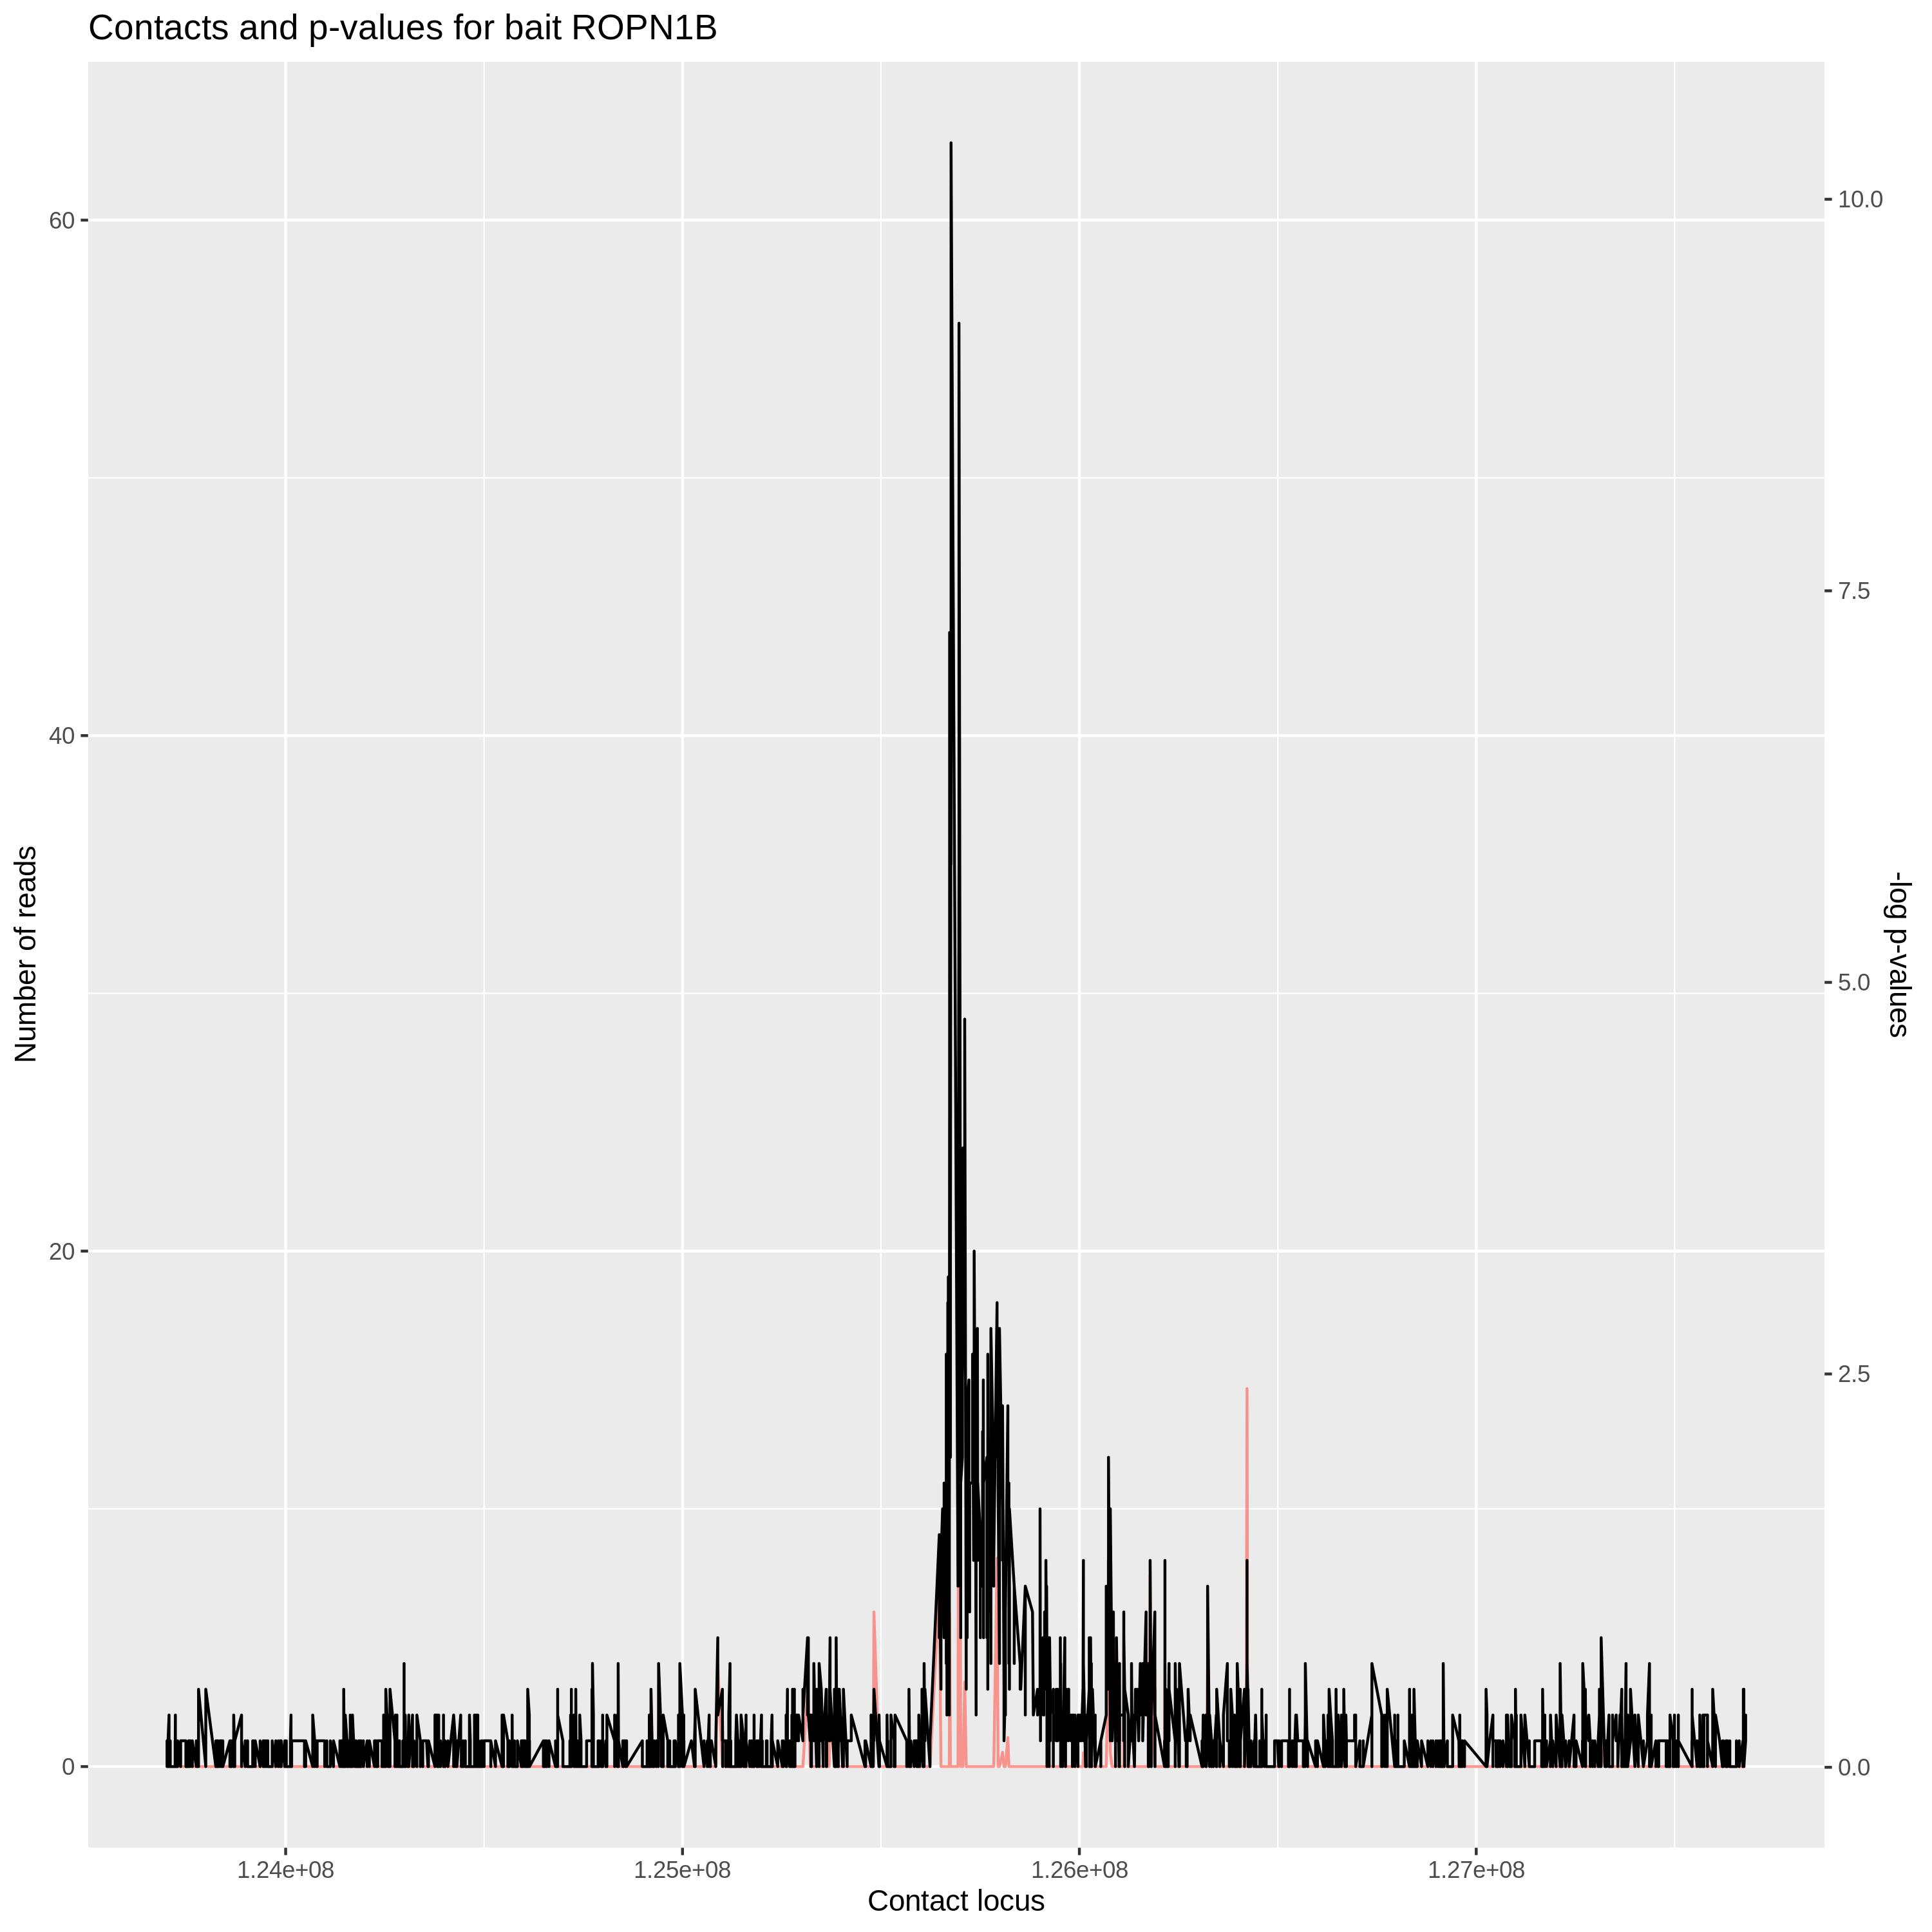 Contacts and p-values for bait ROPN1B
60
40
20
0
Number of reads
10.0
7.5
5.0
2.5
0.0
-log p-values
1.24e+08
1.25e+08
1.26e+08
1.27e+08
Contact locus